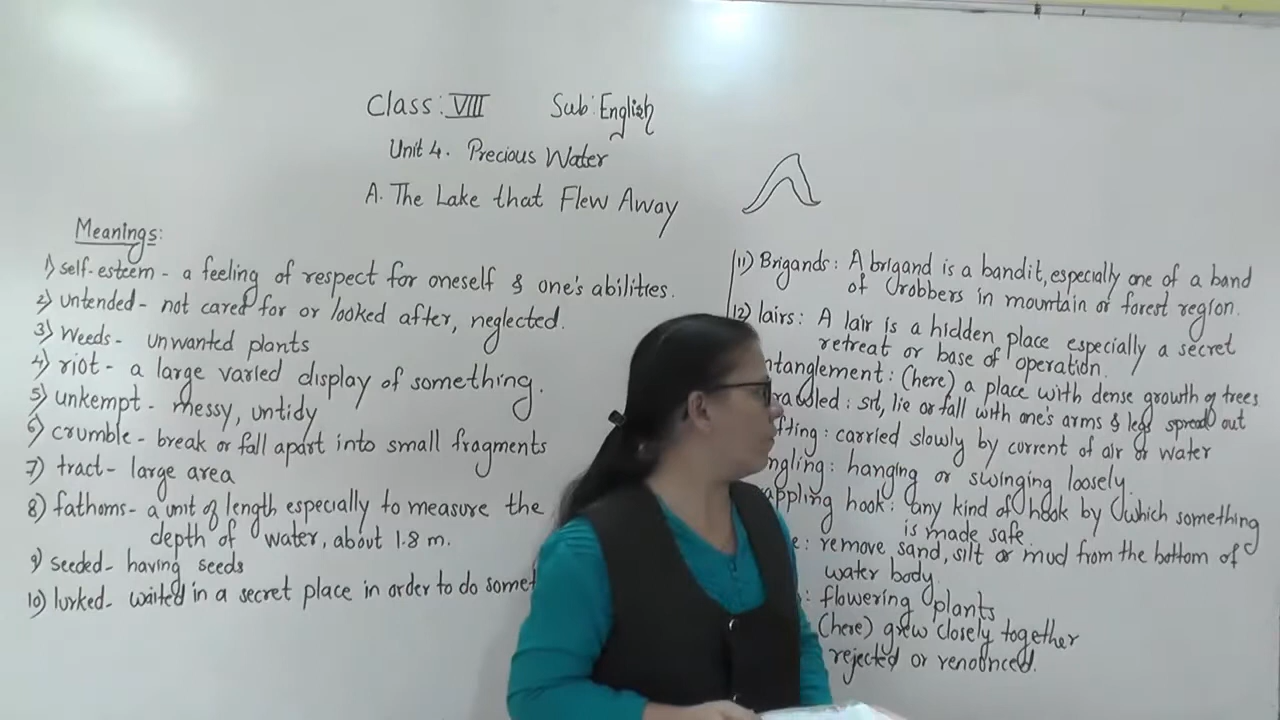 Class: VIII Sub: English
Unit 4. Precious Water
A. The Lake that Flew Away
Meanings:
1) self-esteem - a feeling of respect for oneself & one's abilities.
2) untended - not cared for or looked after, neglected.
3) Weeds - unwanted plants
4) riot - a large varied display of something.
5) unkempt - messy, untidy
6) crumble - break or fall apart into small fragments
7) tract - large area
8) fathoms - a unit of length especially to measure the
depth of water, about 1.8 m.
9) seeded - having seeds
10) lurked - waited in a secret place in order to do
11) Brigands: A brigand is a bandit, especially one of a band
of robbers in mountain or forest region.
12) lairs: A lair is a hidden place especially a secret
retreat or base of operation.
ntanglement: (here) a place with dense growth of trees
: sit, lie or fall with one's arms & legs spread out
fting: carried slowly by current of air or water
ngling: hanging or swinging loosely.
appling hook: any kind of hook by which something
is made safe.
e: remove sand, silt or mud from the bottom of
water body.
: flowering plants
(here) grew closely together
rejected or renounced.